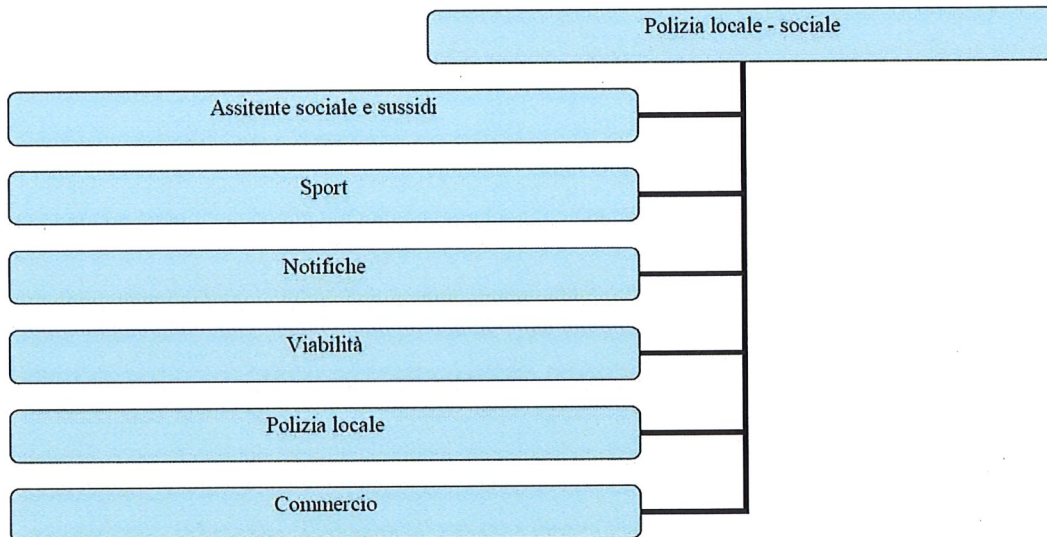 Polizia locale - sociale
Assitente sociale e sussidi
Sport
Notifiche
Viabilità
Polizia locale
Commercio